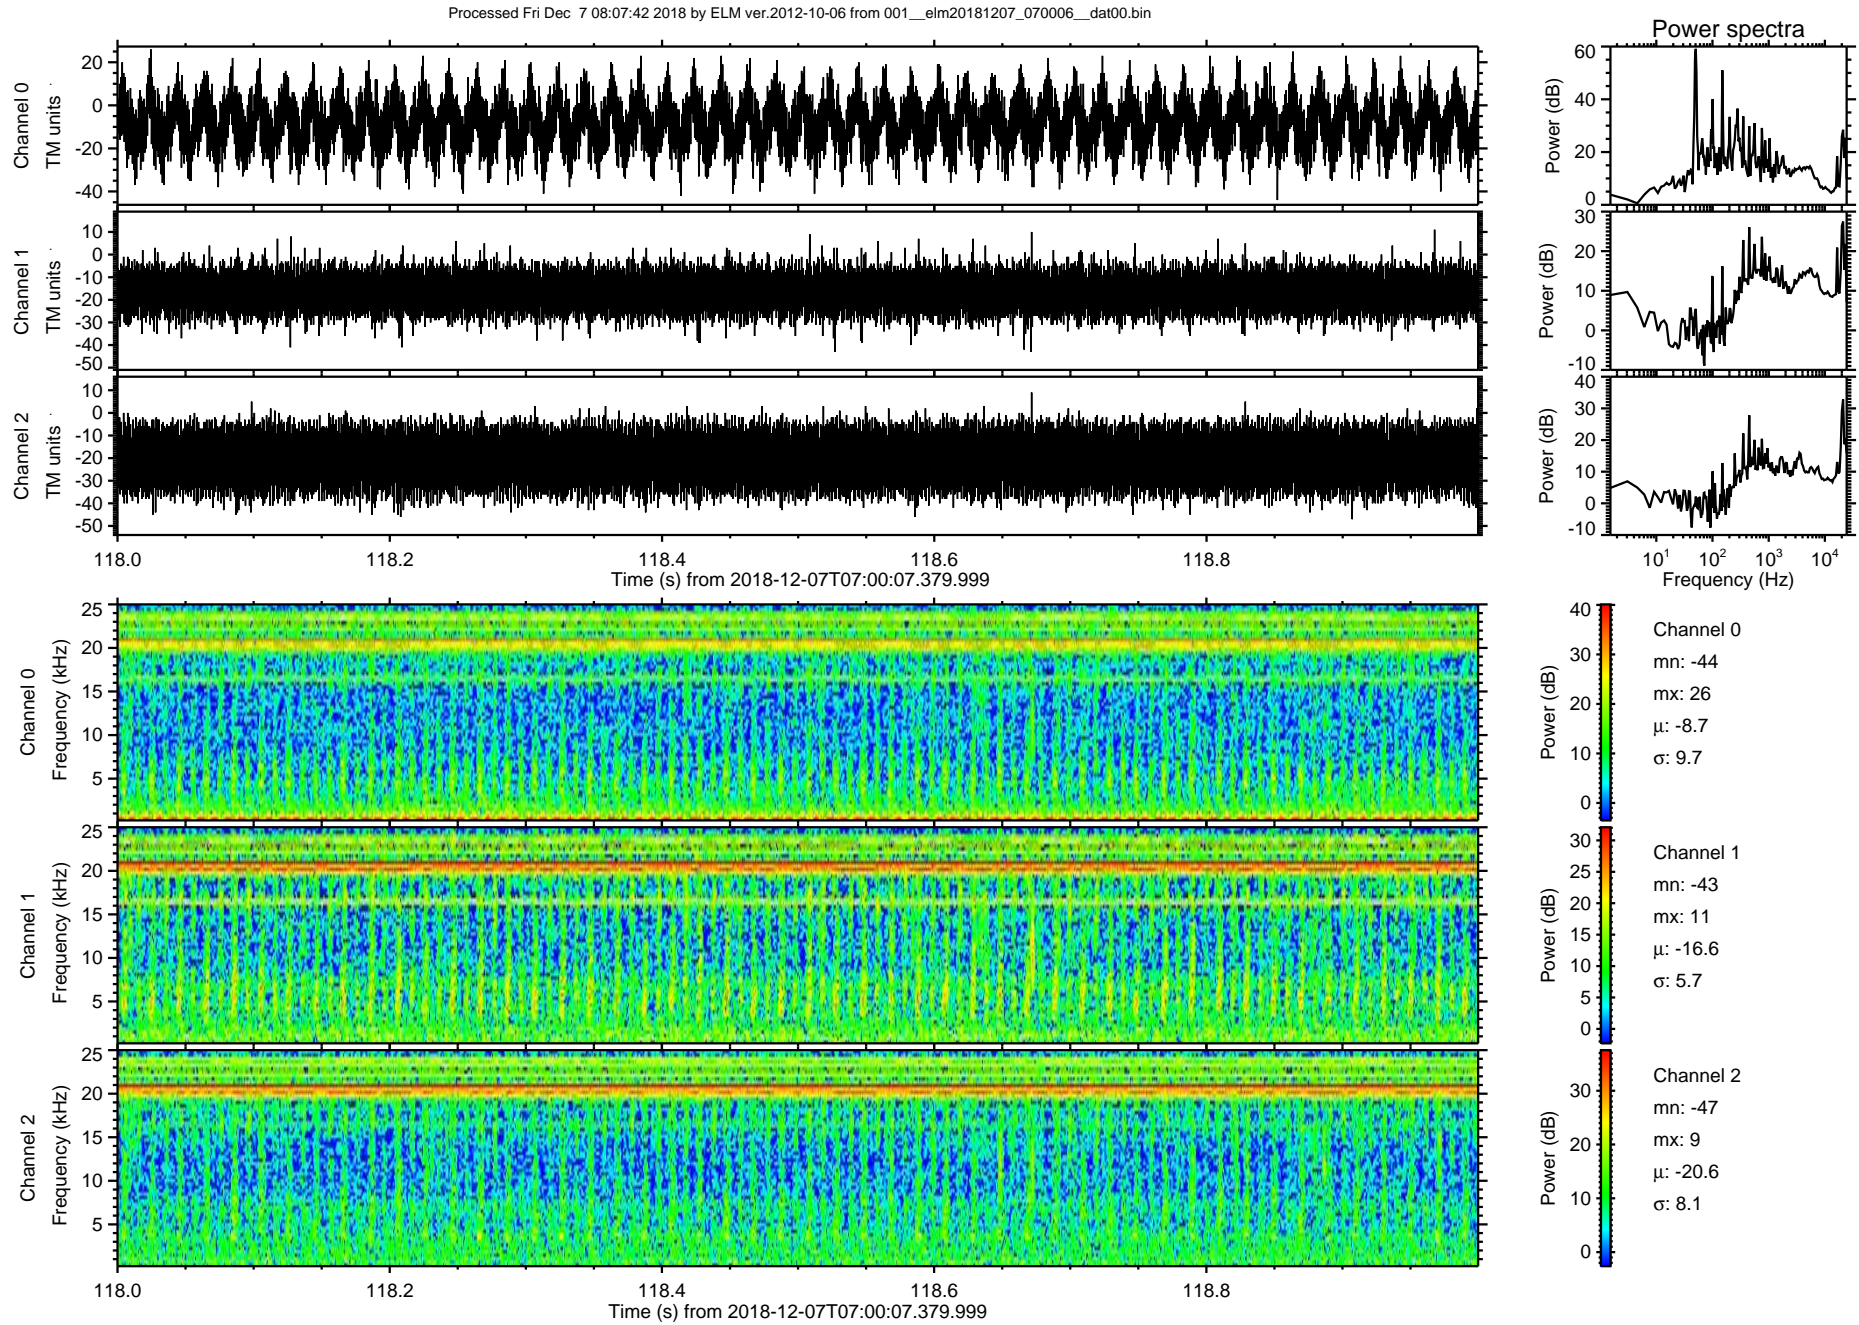 Processed Fri Dec  7 08:07:42 2018 by ELM ver.2012-10-06 from 001__elm20181207_070006__dat00.bin
Power spectra
Channel 0
TM units
20
0
-20
-40
Power (dB)
60
40
20
0
Channel 1
TM units
10
0
-10
-20
-30
-40
-50
Power (dB)
30
20
10
0
-10
Channel 2
TM units
10
0
-10
-20
-30
-40
-50
Power (dB)
40
30
20
10
0
-10
118.0 118.2 118.4 118.6 118.8
Time (s) from 2018-12-07T07:00:07.379.999
10^1 10^2 10^3 10^4
Frequency (Hz)
Channel 0
Frequency (kHz)
25
20
15
10
5
Power (dB)
40
30
20
10
0
Channel 0
mn: -44
mx: 26
μ: -8.7
σ: 9.7
Channel 1
Frequency (kHz)
25
20
15
10
5
Power (dB)
30
25
20
15
10
5
0
Channel 1
mn: -43
mx: 11
μ: -16.6
σ: 5.7
Channel 2
Frequency (kHz)
25
20
15
10
5
Power (dB)
30
20
10
0
Channel 2
mn: -47
mx: 9
μ: -20.6
σ: 8.1
118.0 118.2 118.4 118.6 118.8
Time (s) from 2018-12-07T07:00:07.379.999